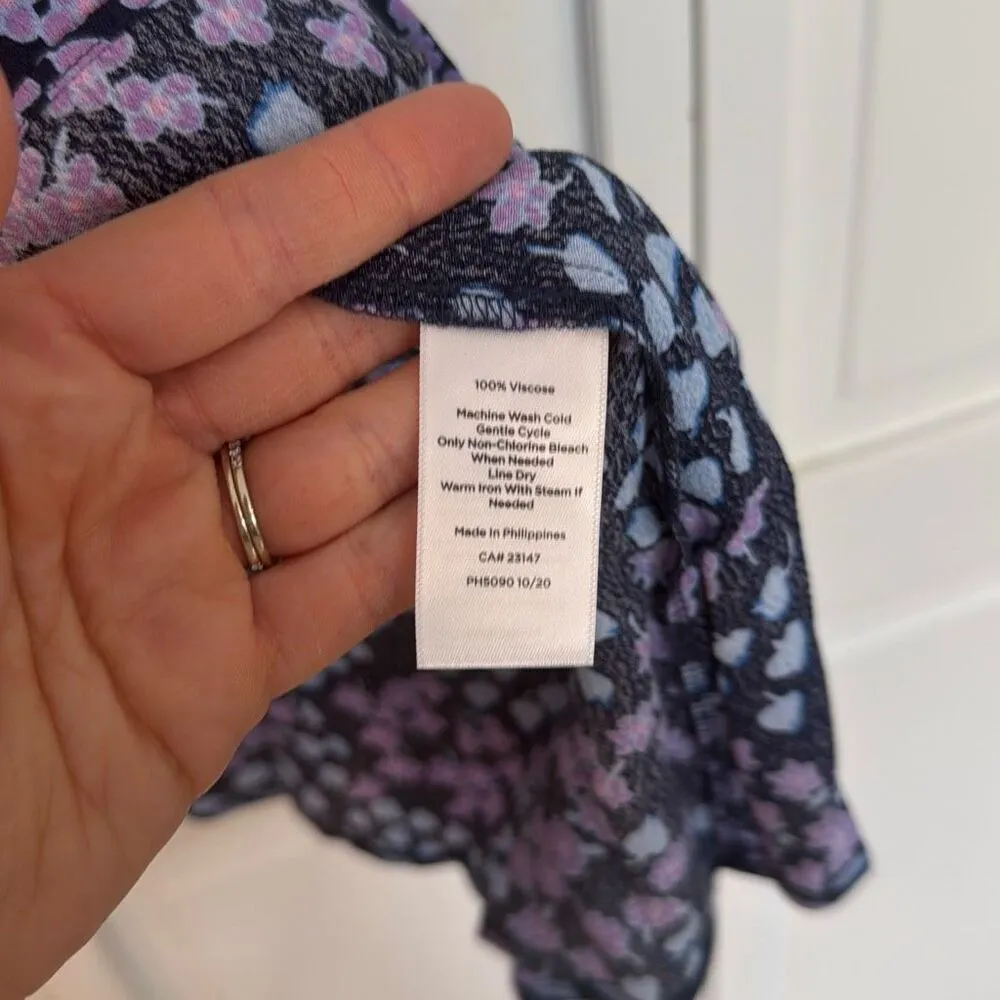 100% Viscose
Machine Wash Cold
Gentle Cycle
Only Non-Chlorine Bleach
When Needed
Line Dry
Warm Iron With Steam If
Needed
Made In Philippines
CA# 23147
PH5090 10/20